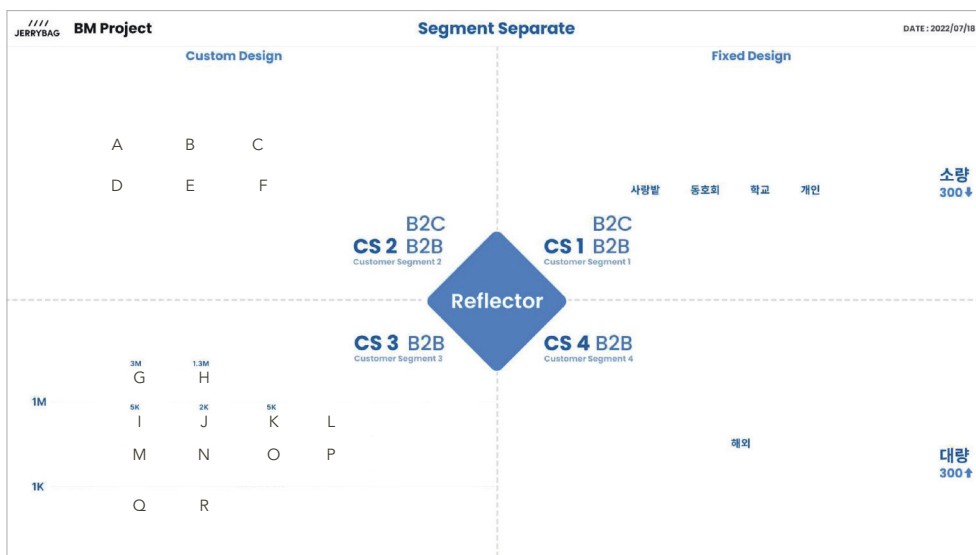 //// JERRYBAG BM Project Segment Separate DATE : 2022/07/18
Custom Design
Fixed Design
A B C
D E F
사랑밭 동호회 학교 개인
소량
300⬇
B2C
CS 2 B2B
Customer Segment 2
B2C
CS 1 B2B
Customer Segment 1
Reflector
CS 3 B2B
Customer Segment 3
CS 4 B2B
Customer Segment 4
3M 1.3M
G H
1M
5K 2K 5K
I J K L
M N O P
1K
Q R
해외
대량
300⬆